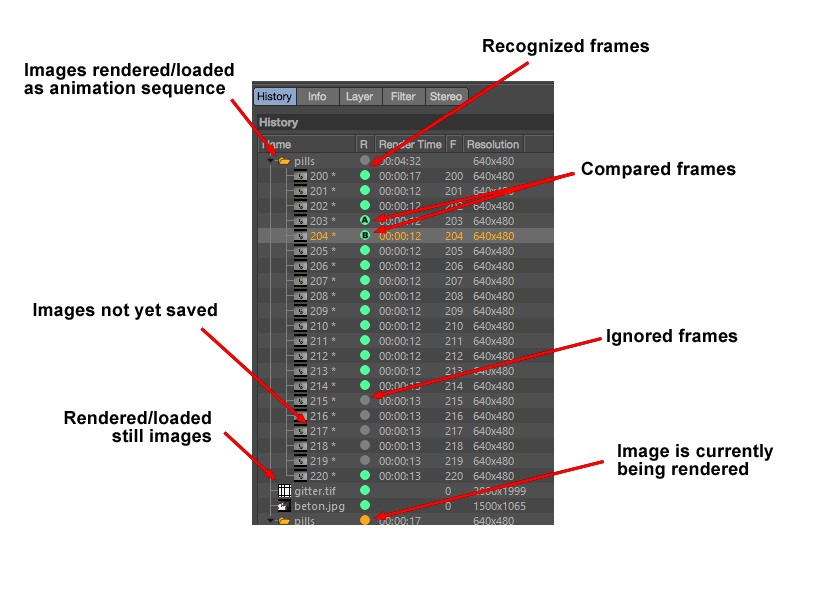 Recognized frames
Images rendered/loaded
as animation sequence
History Info Layer Filter Stereo
History
Name R Render Time F Resolution
pills 00:04:32 640x480
Compared frames
200 * 00:00:17 200 640x480
201 * 00:00:12 201 640x480
202 * 00:00:12 202 640x480
203 * A 00:00:12 203 640x480
204 * B 00:00:12 204 640x480
205 * 00:00:12 205 640x480
206 * 00:00:12 206 640x480
207 * 00:00:12 207 640x480
208 * 00:00:12 208 640x480
Images not yet saved
209 * 00:00:12 209 640x480
210 * 00:00:12 210 640x480
211 * 00:00:12 211 640x480
Ignored frames
212 * 00:00:12 212 640x480
213 * 00:00:12 213 640x480
214 * 00:00:13 214 640x480
215 * 00:00:13 215 640x480
216 * 00:00:13 216 640x480
Rendered/loaded
still images
217 * 00:00:13 217 640x480
218 * 00:00:13 218 640x480
219 * 00:00:13 219 640x480
220 * 00:00:13 220 640x480
Image is currently
being rendered
gitter.tif 0 2000x1999
beton.jpg 0 1500x1065
pills 00:00:17 640x480